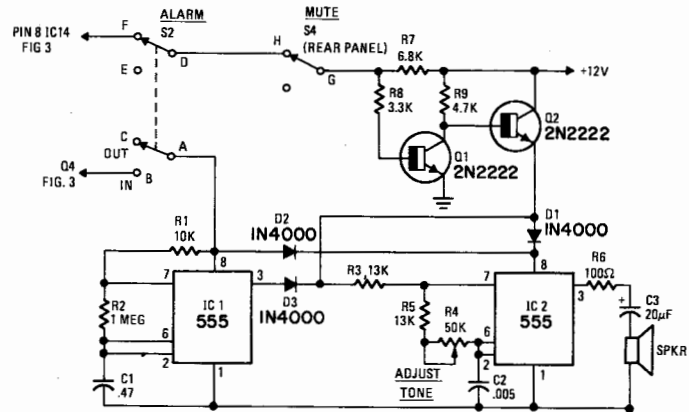 ALARM
MUTE
PIN 8 IC14
FIG 3
F
S2
D
E
H
S4
(REAR PANEL)
G
R7
6.8K
+12V
R8
3.3K
R9
4.7K
Q2
2N2222
Q1
2N2222
C
OUT
A
Q4
FIG. 3
IN
B
R1
10K
D2
1N4000
D1
1N4000
8
7
3
D3
1N4000
R3, 13K
7
8
3
R6
100Ω
R2
1 MEG
IC 1
555
6
2
1
R5
13K
R4
50K
ADJUST
TONE
6
2
IC 2
555
1
C3
20μF
+
SPKR
C1
.47
C2
.005